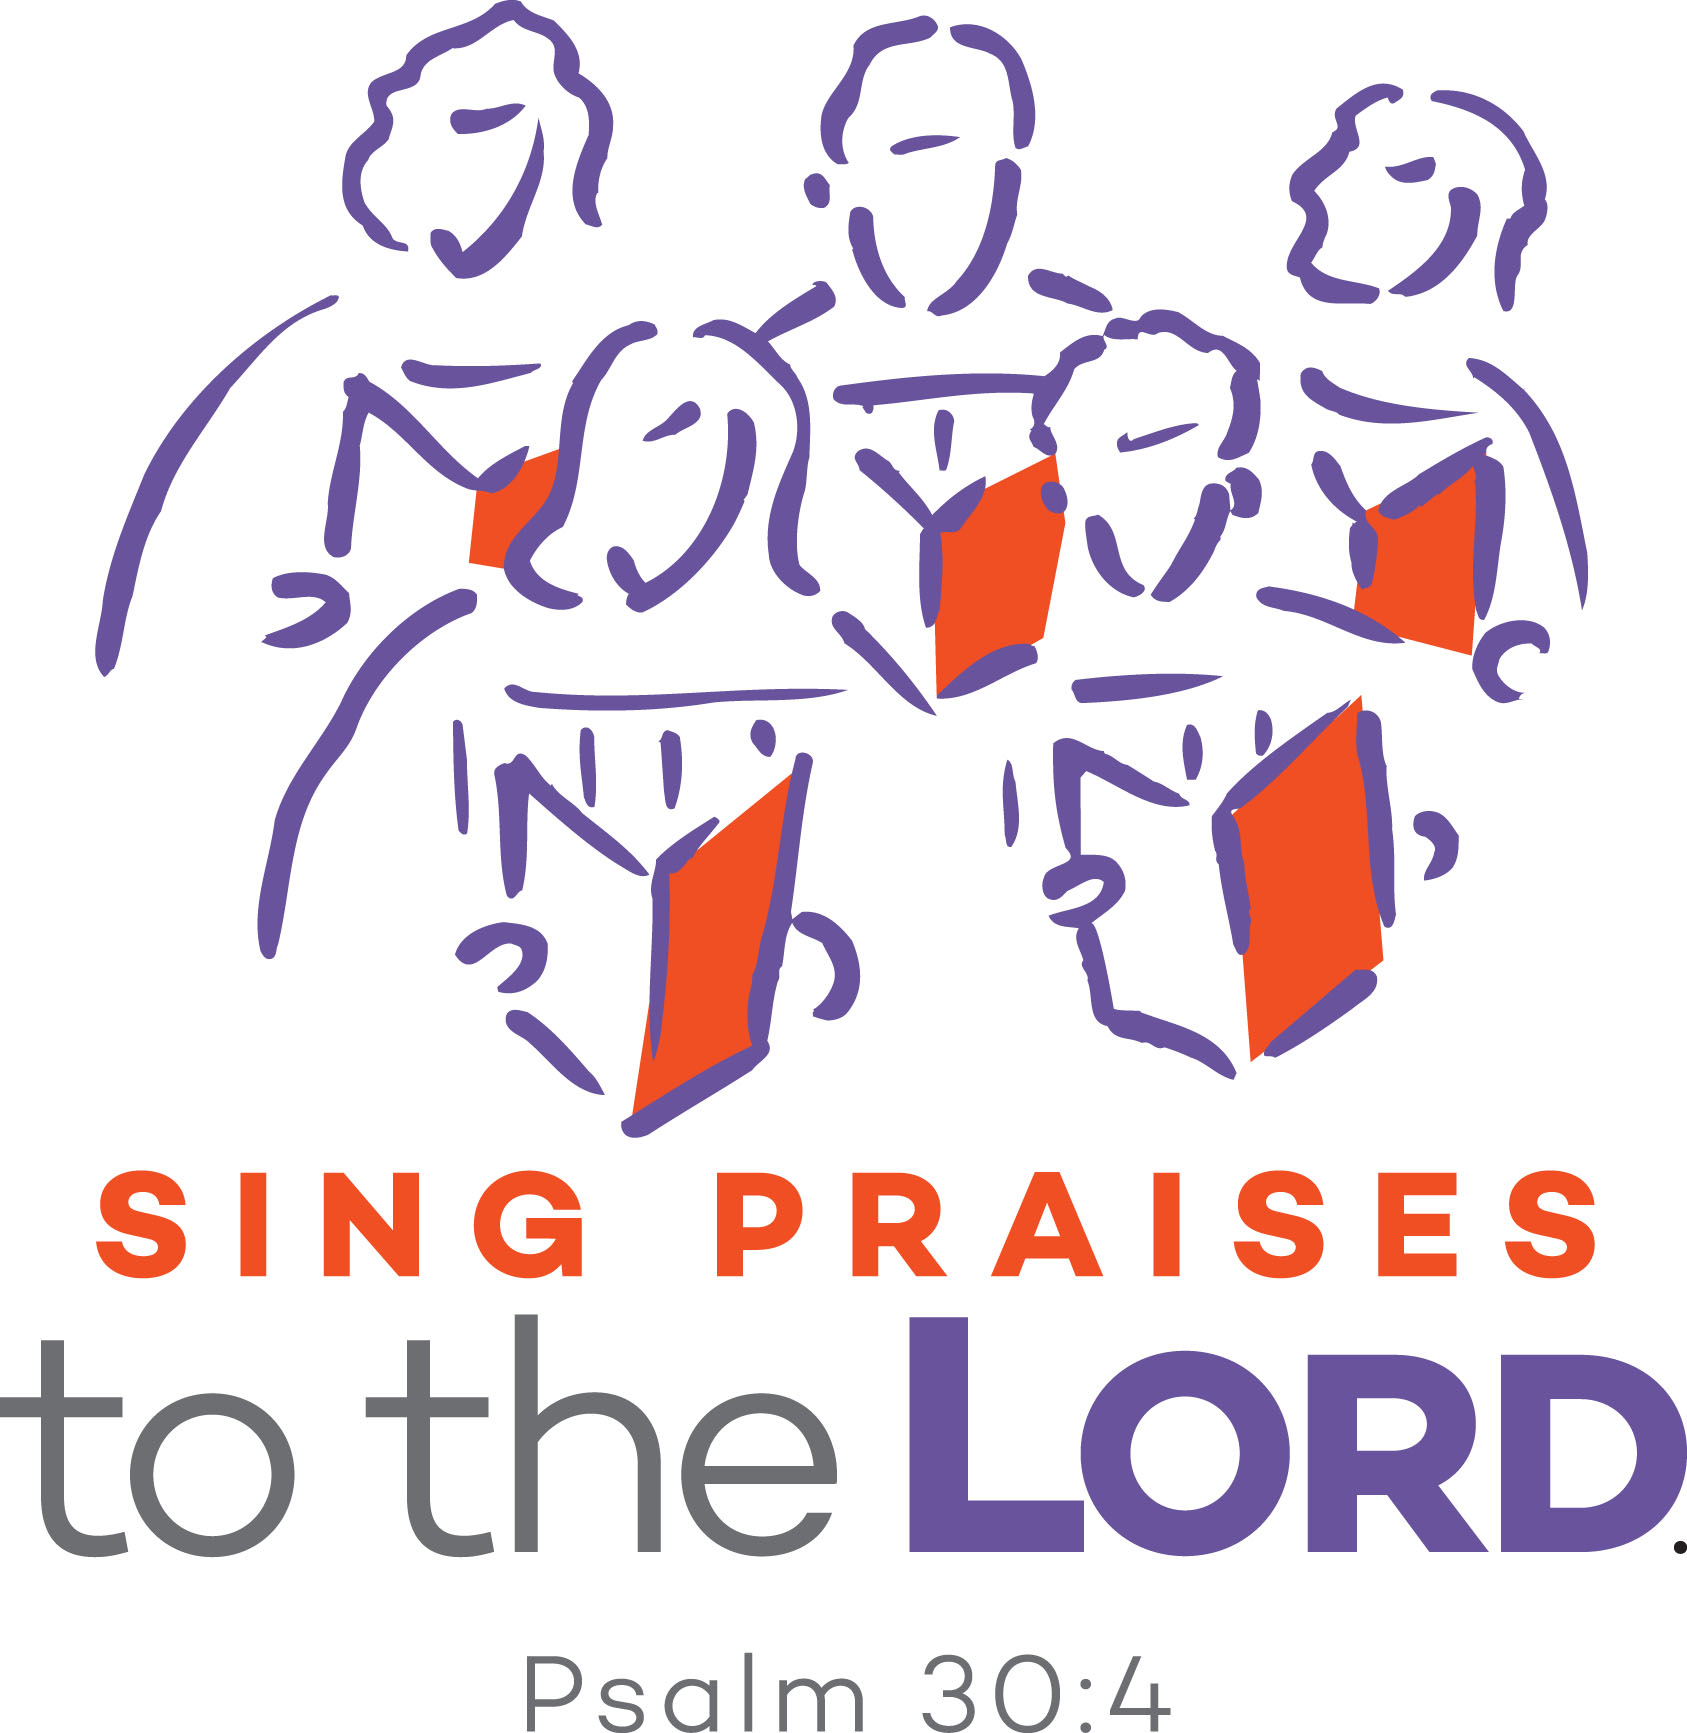 SING PRAISES
to the LORD.
Psalm 30:4